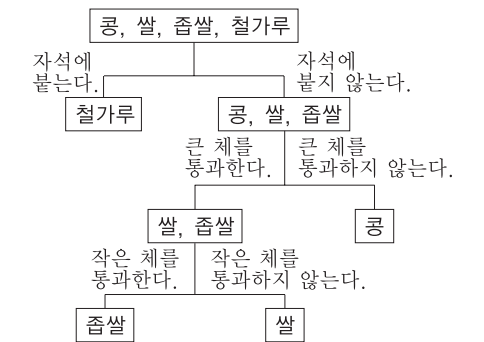 콩, 쌀, 좁쌀, 철가루
자석에
붙는다.
자석에
붙지 않는다.
철가루
콩, 쌀, 좁쌀
큰 체를
통과한다.
큰 체를
통과하지 않는다.
쌀, 좁쌀
콩
작은 체를
통과한다.
작은 체를
통과하지 않는다.
좁쌀
쌀